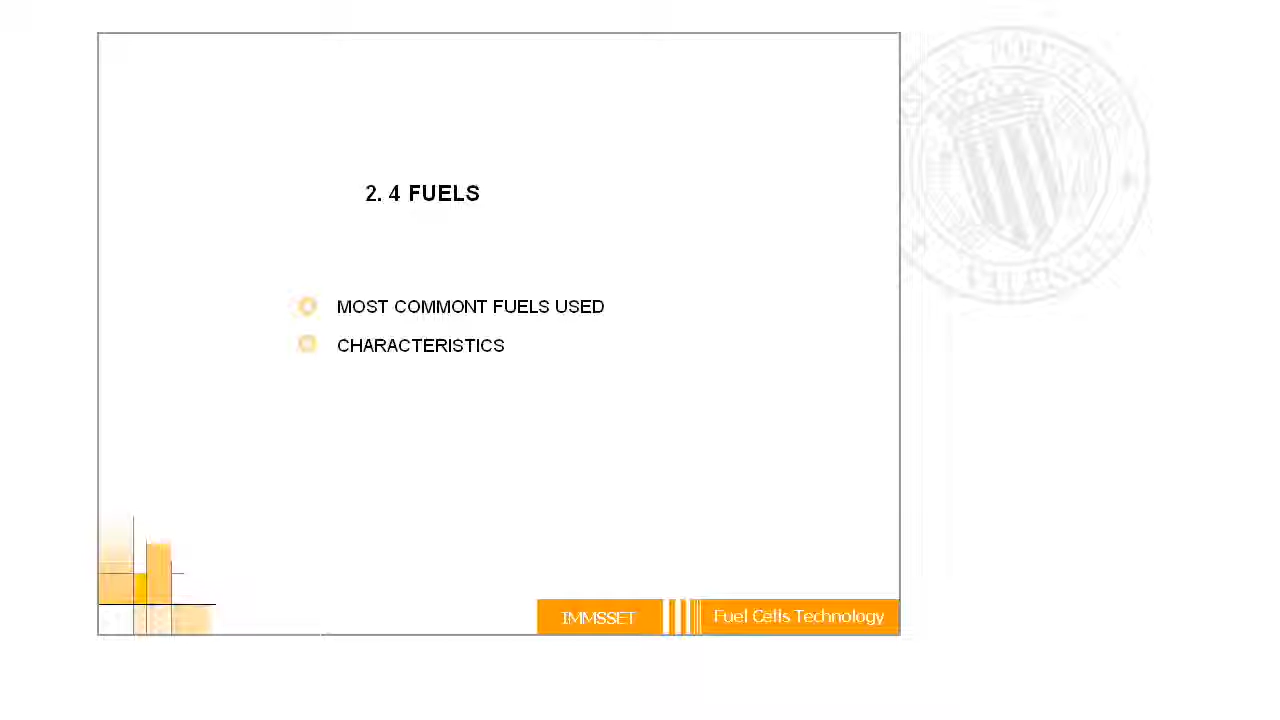 2. 4 FUELS
MOST COMMONT FUELS USED
CHARACTERISTICS
IMMSSET
Fuel Cells Technology